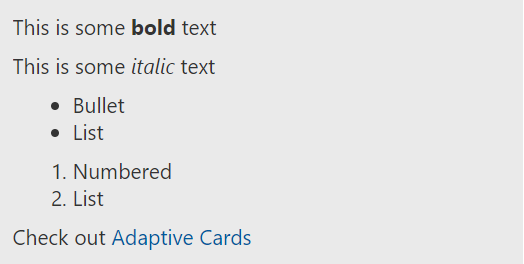 This is some bold text
This is some italic text
• Bullet
• List
1. Numbered
2. List
Check out Adaptive Cards